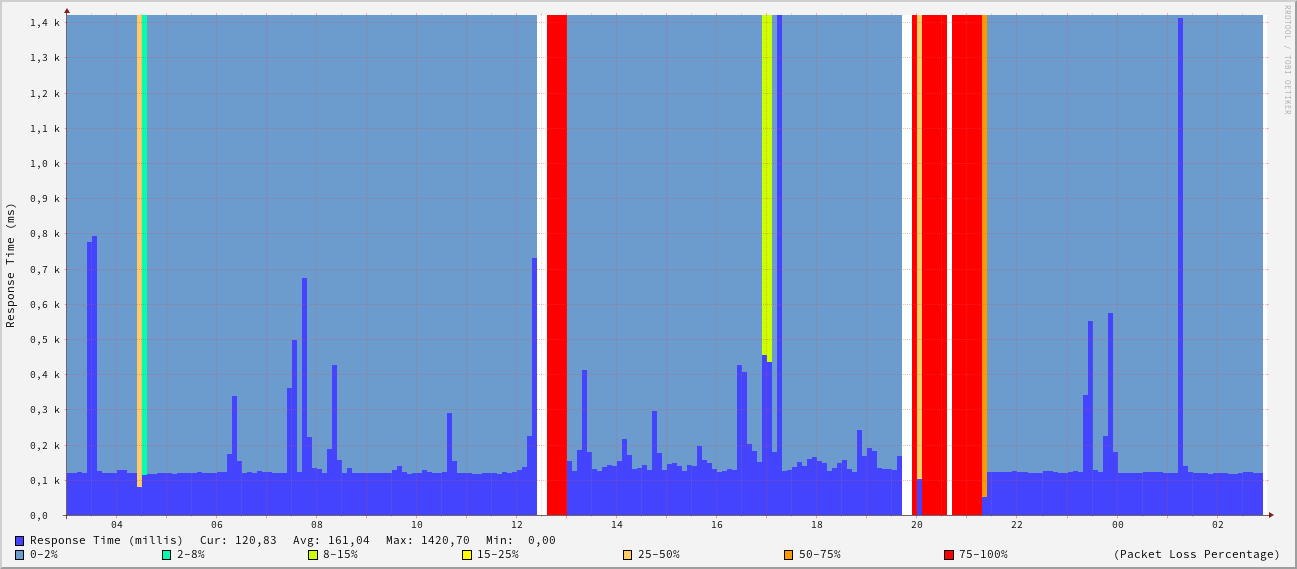 1,4 k
1,3 k
1,2 k
1,1 k
1,0 k
0,9 k
0,8 k
0,7 k
0,6 k
0,5 k
0,4 k
0,3 k
0,2 k
0,1 k
0,0
Response Time (ms)
RRDTOOL / TOBI OETIKER
04 06 08 10 12 14 16 18 20 22 00 02
Response Time (millis) Cur: 120,83 Avg: 161,04 Max: 1420,70 Min: 0,00
0-2% 2-8% 8-15% 15-25% 25-50% 50-75% 75-100% (Packet Loss Percentage)